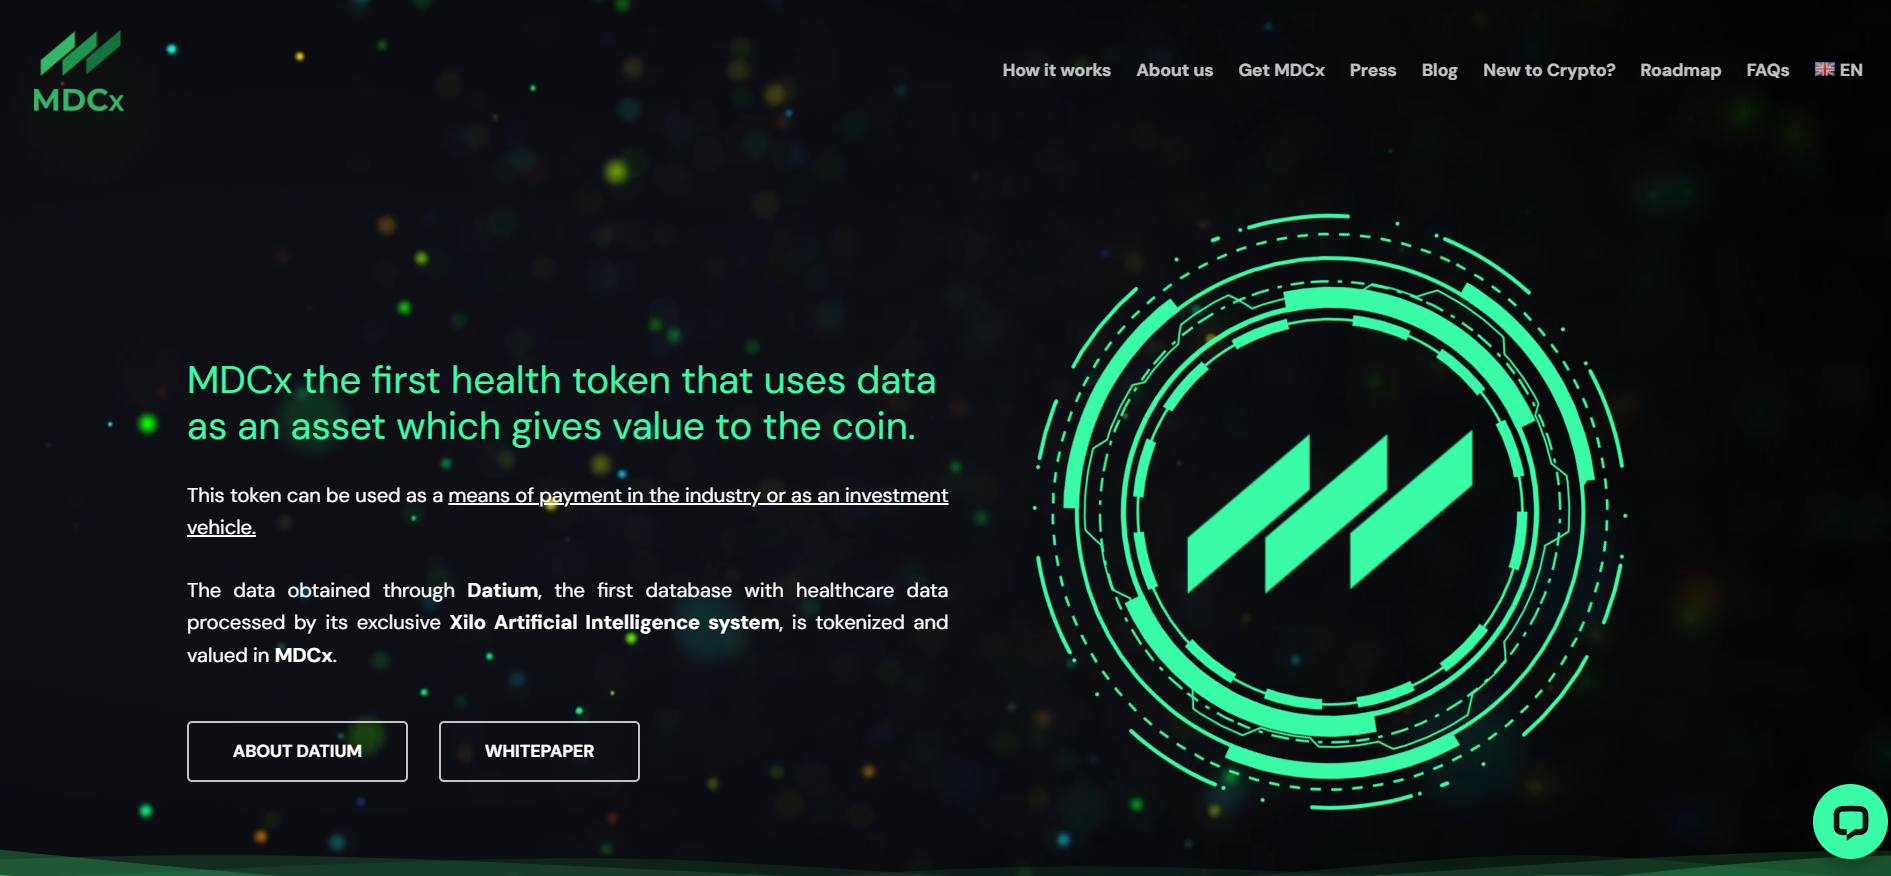 MDCx
How it works About us Get MDCx Press Blog New to Crypto? Roadmap FAQs EN
MDCx the first health token that uses data
as an asset which gives value to the coin.
This token can be used as a means of payment in the industry or as an investment
vehicle.
The data obtained through Datium, the first database with healthcare data
processed by its exclusive Xilo Artificial Intelligence system, is tokenized and
valued in MDCx.
ABOUT DATIUM WHITEPAPER